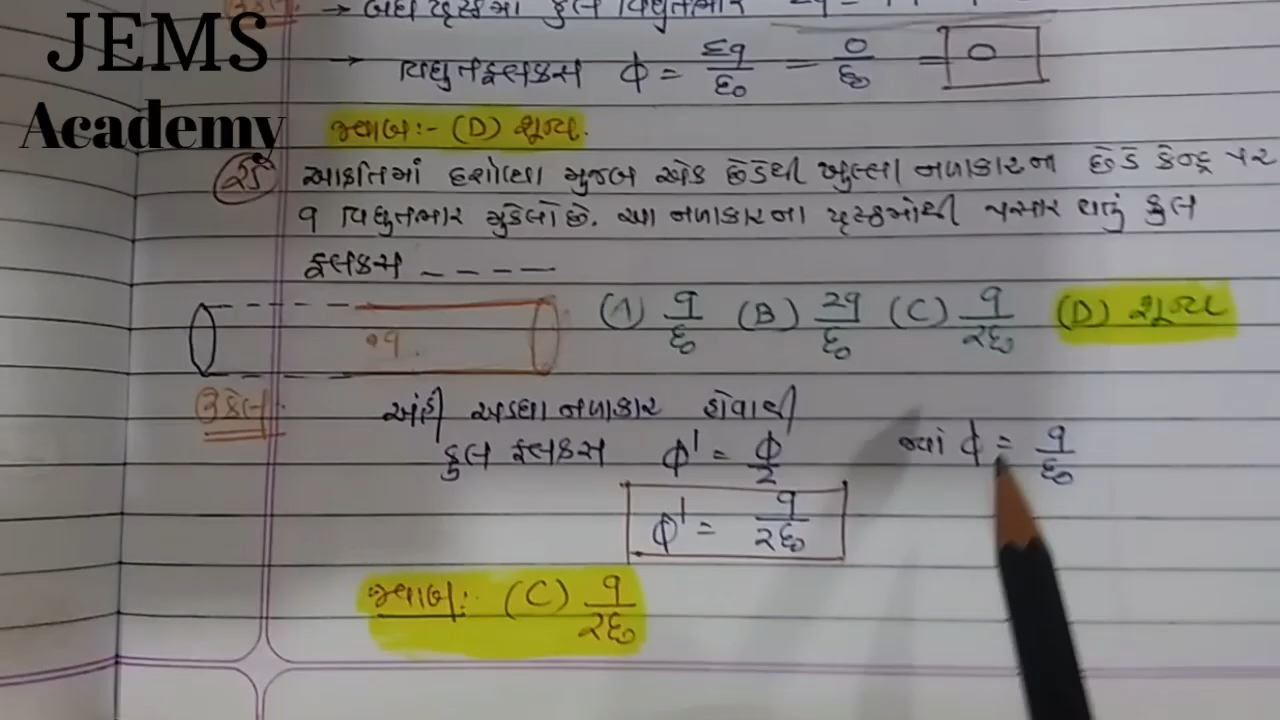 → બંધ પૃષ્ઠમાં કુલ વિદ્યુતભાર
→ વિદ્યુતફ્લક્સ ϕ = Σq/ε₀ = 0/ε₀ = 0
JEMS
Academy
જવાબ:- (D) શૂન્ય.
(25) આકૃતિમાં દર્શાવ્યા મુજબ એક છેડેથી ખુલ્લા નળાકારના છેડે કેન્દ્ર પર
q વિદ્યુતભાર મુકેલો છે. આ નળાકારના પૃષ્ઠમાંથી પસાર થતું કુલ
ફ્લક્સ _ _ _ _
(A) q/ε₀ (B) 2q/ε₀ (C) q/2ε₀ (D) શૂન્ય
•q.
ઉકેલ:
અંહી અડધા નળાકાર હોવાથી
કુલ ફ્લક્સ ϕ' = ϕ/2 જ્યાં ϕ = q/ε₀
ϕ' = q/2ε₀
જવાબ:- (C) q/2ε₀